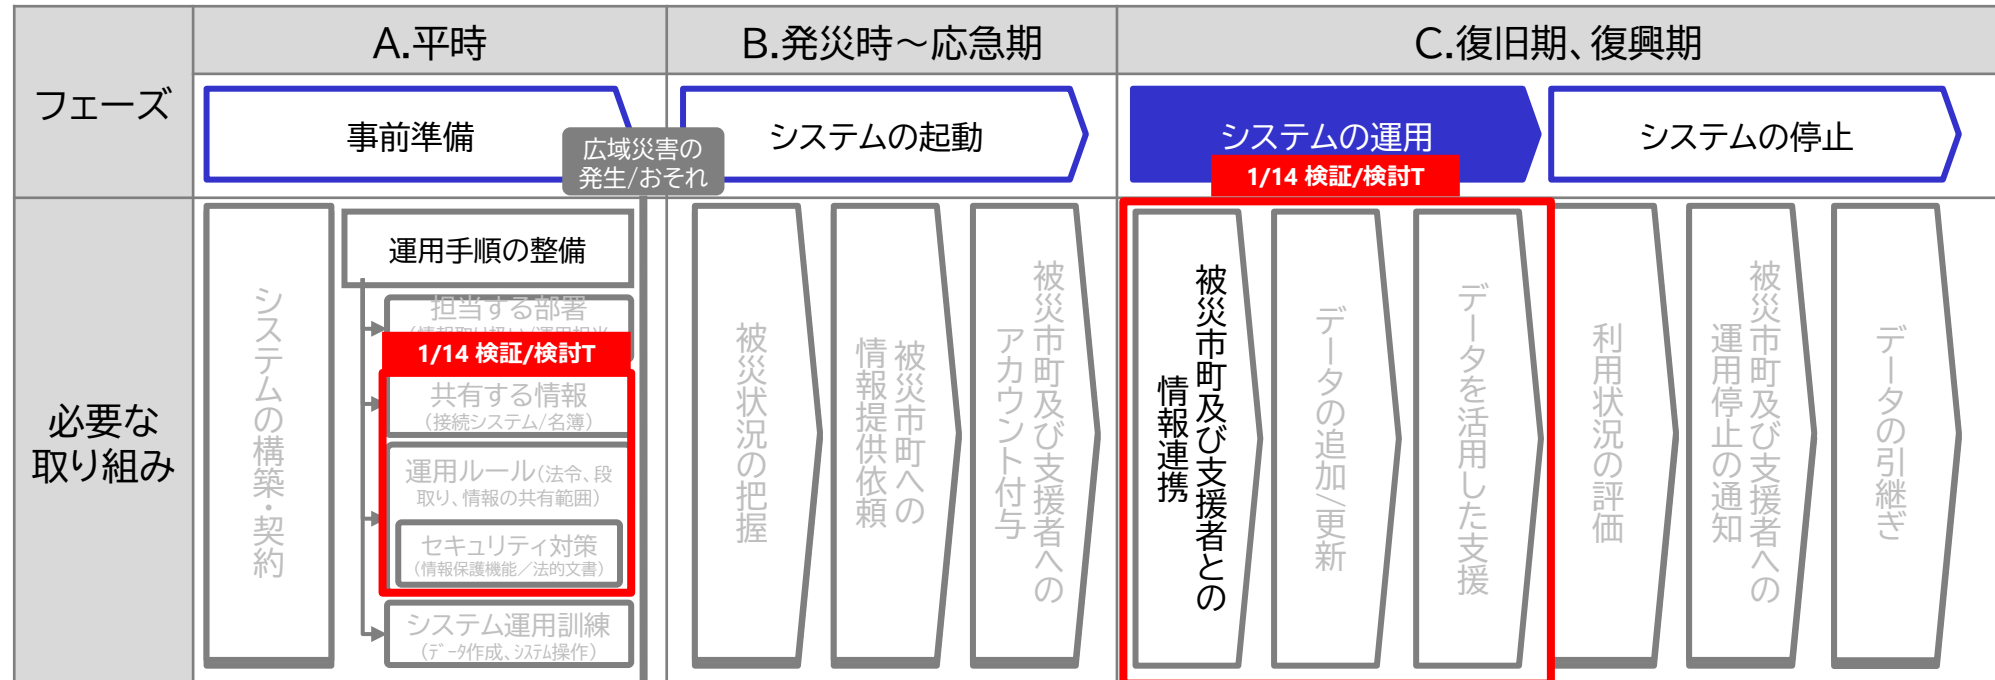 フェーズ
A.平時
B.発災時～応急期
C.復旧期、復興期
事前準備
広域災害の
発生/おそれ
システムの起動
システムの運用
1/14 検証/検討T
システムの停止
必要な
取り組み
システムの構築・契約
運用手順の整備
担当する部署
1/14 検証/検討T
共有する情報
（接続システム/名簿）
運用ルール（法令、段
取り、情報の共有範囲）
セキュリティ対策
（情報保護機能／法的文書）
システム運用訓練
（ﾃﾞｰﾀ作成、ｼｽﾃﾑ操作）
被災状況の把握
被災市町への
情報提供依頼
被災市町及び支援者への
アカウント付与
被災市町及び支援者との
情報連携
データの追加/更新
データを活用した支援
利用状況の評価
被災市町及び支援者への
運用停止の通知
データの引継ぎ